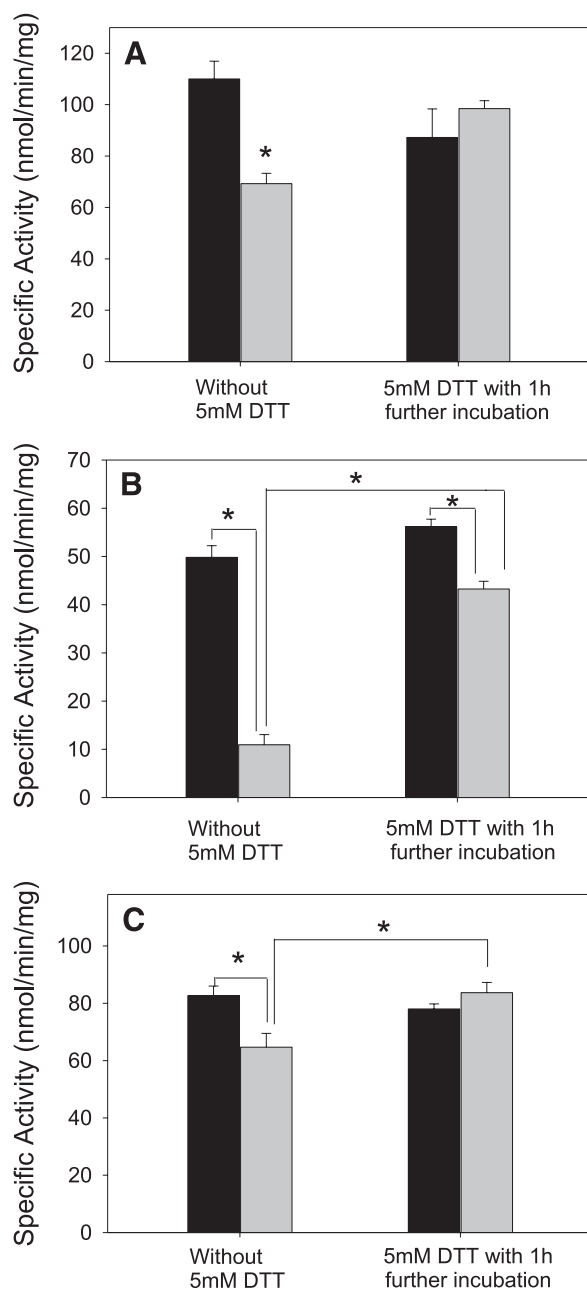 A
Specific Activity (nmol/min/mg)
120
100
80
60
40
20
0
*
Without
5mM DTT
5mM DTT with 1h
further incubation
B
Specific Activity (nmol/min/mg)
70
60
50
40
30
20
10
0
*
*
*
Without
5mM DTT
5mM DTT with 1h
further incubation
C
Specific Activity (nmol/min/mg)
100
80
60
40
20
0
*
*
Without
5mM DTT
5mM DTT with 1h
further incubation